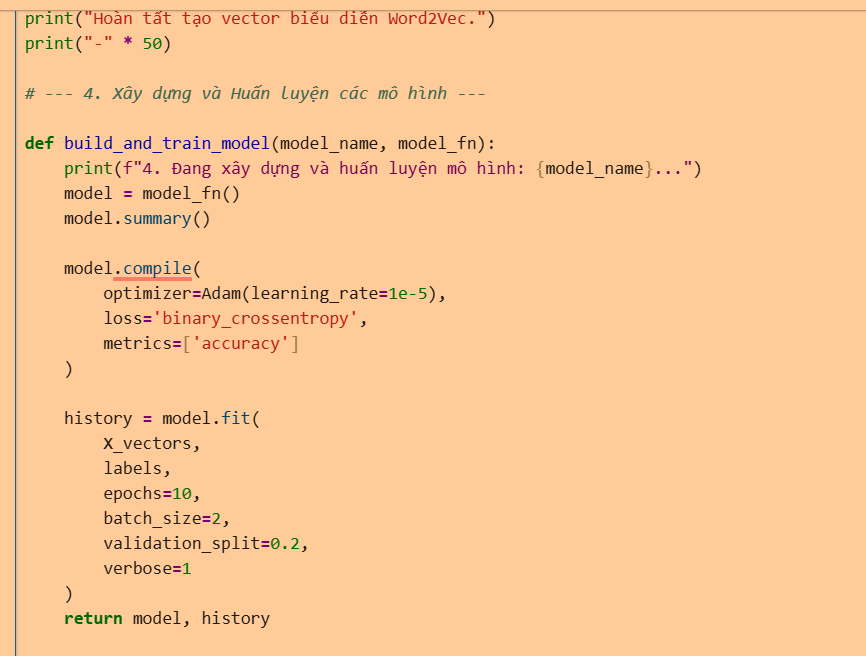 print("Hoàn tất tạo vector biểu diễn Word2Vec.")
print("-" * 50)
# --- 4. Xây dựng và Huấn luyện các mô hình ---
def build_and_train_model(model_name, model_fn):
    print(f"4. Đang xây dựng và huấn luyện mô hình: {model_name}...")
    model = model_fn()
    model.summary()
    model.compile(
        optimizer=Adam(learning_rate=1e-5),
        loss='binary_crossentropy',
        metrics=['accuracy']
    )
    history = model.fit(
        X_vectors,
        labels,
        epochs=10,
        batch_size=2,
        validation_split=0.2,
        verbose=1
    )
    return model, history